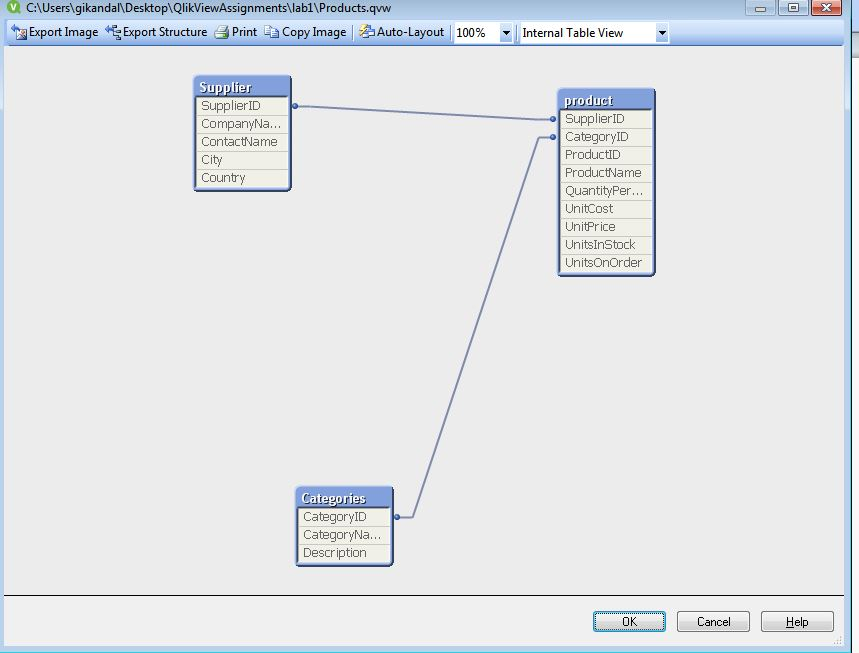 C:\Users\gikandal\Desktop\QlikViewAssignments\lab1\Products.qvw
Export Image Export Structure Print Copy Image Auto-Layout 100% Internal Table View
Supplier
SupplierID
CompanyNa...
ContactName
City
Country
product
SupplierID
CategoryID
ProductID
ProductName
QuantityPer...
UnitCost
UnitPrice
UnitsInStock
UnitsOnOrder
Categories
CategoryID
CategoryNa...
Description
OK Cancel Help